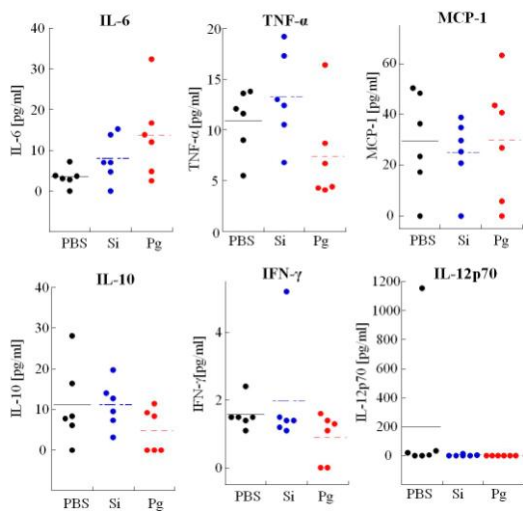 IL-6
TNF-α
MCP-1
IL-6 [pg/ml]
40
30
20
10
0
PBS Si Pg
TNF-α [pg/ml]
20
15
10
5
0
PBS Si Pg
MCP-1 [pg/ml]
60
40
20
0
PBS Si Pg
IL-10
IFN-γ
IL-12p70
IL-10 [pg/ml]
40
30
20
10
0
PBS Si Pg
IFN-γ[pg/ml]
4
2
0
PBS Si Pg
IL-12p70 [pg/ml]
1200
1000
800
600
400
200
0
PBS Si Pg